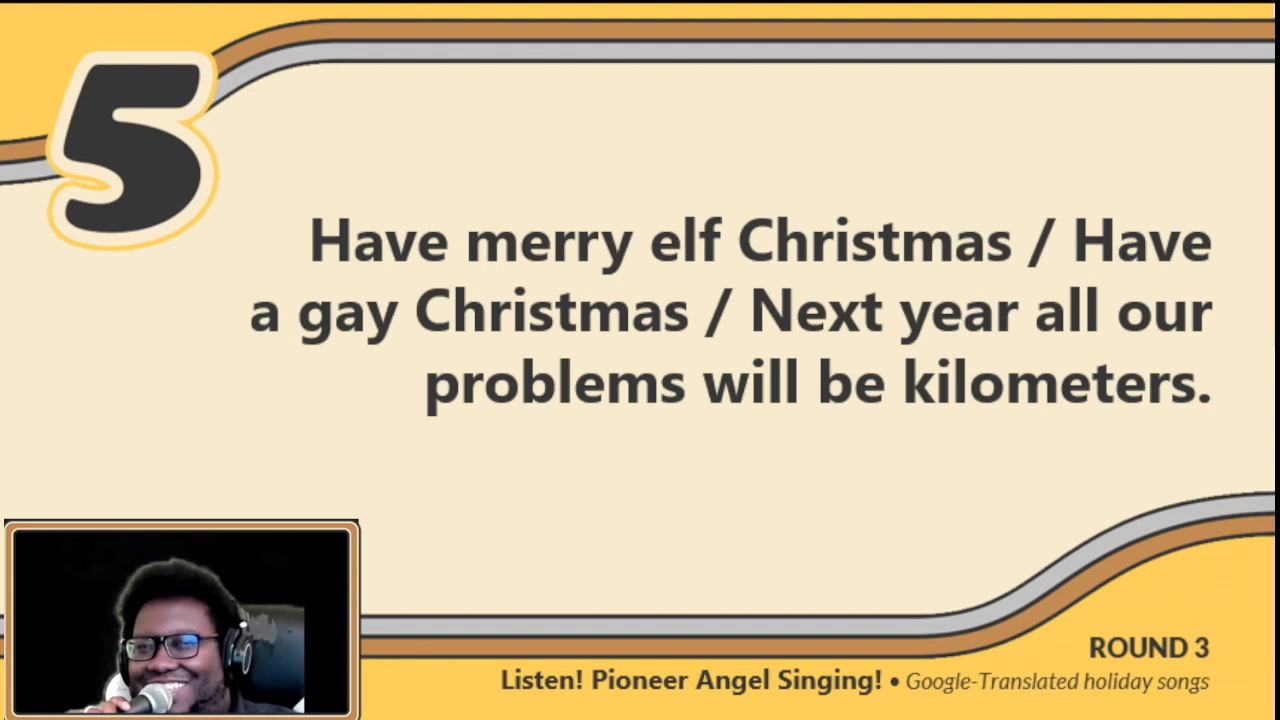 5
Have merry elf Christmas / Have
a gay Christmas / Next year all our
problems will be kilometers.
ROUND 3
Listen! Pioneer Angel Singing! • Google-Translated holiday songs